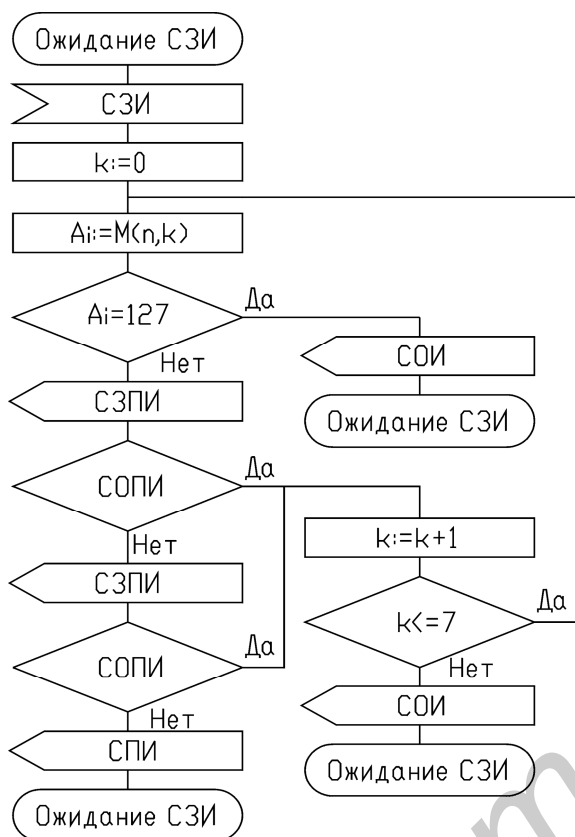 Ожидание СЗИ
СЗИ
k:=0
Ai:=M(n,k)
Ai=127
Да
Нет
СОИ
Ожидание СЗИ
СЗПИ
СОПИ
Да
Нет
k:=k+1
СЗПИ
k<=7
Да
Нет
СОПИ
Да
Нет
СОИ
СПИ
Ожидание СЗИ
Ожидание СЗИ
m